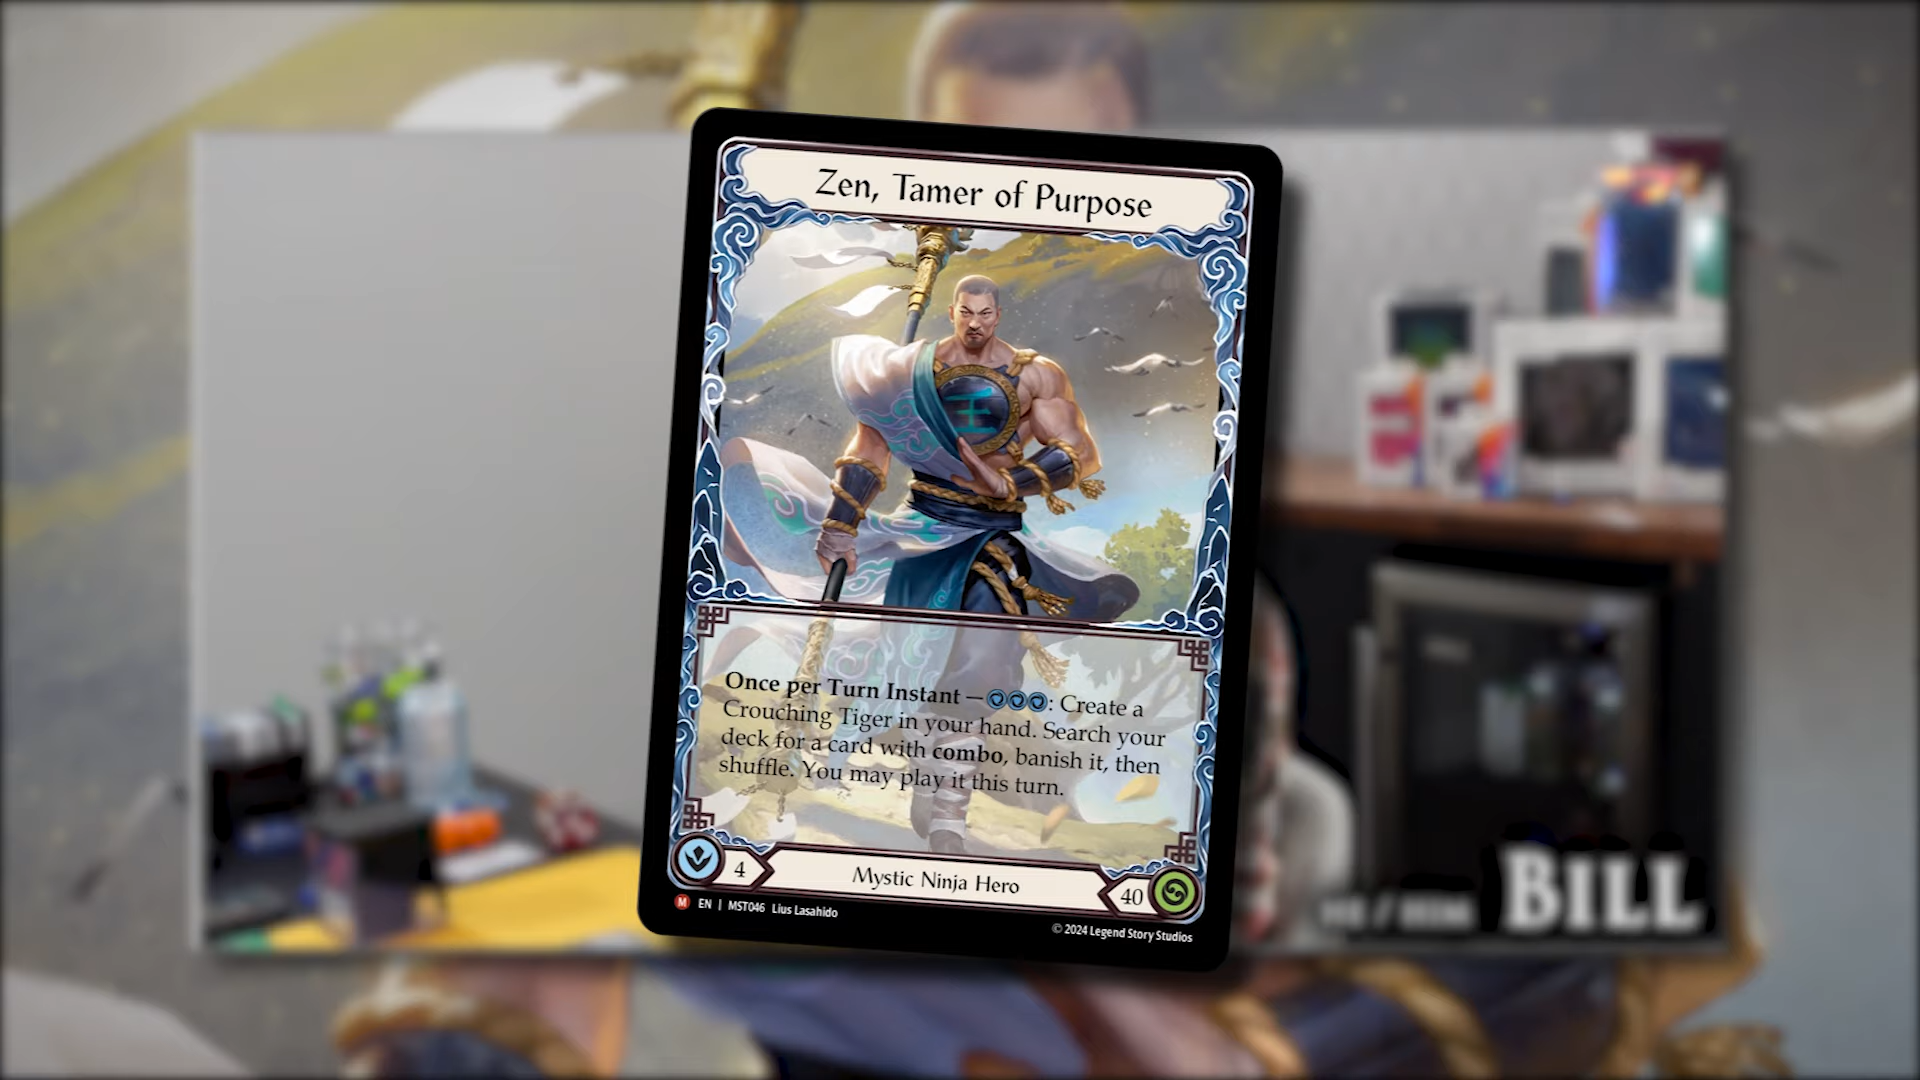 Zen, Tamer of Purpose
王
Once per Turn Instant — : Create a
Crouching Tiger in your hand. Search your
deck for a card with combo, banish it, then
shuffle. You may play it this turn.
4
Mystic Ninja Hero
40
M EN | MST046 Lius Lasahido
© 2024 Legend Story Studios
BILL